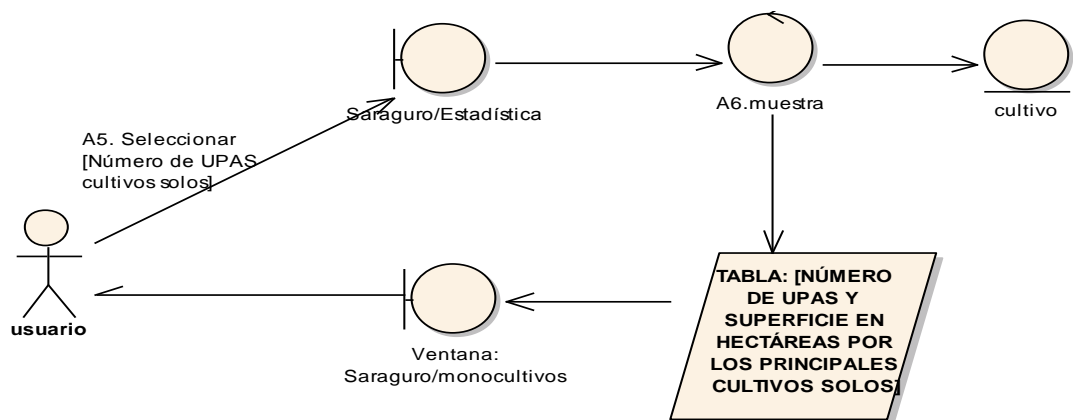 Saraguro/Estadística
A6.muestra
cultivo
A5. Seleccionar
[Número de UPAS
cultivos solos]
usuario
Ventana:
Saraguro/monocultivos
TABLA: [NÚMERO
DE UPAS Y
SUPERFICIE EN
HECTÁREAS POR
LOS PRINCIPALES
CULTIVOS SOLOS]